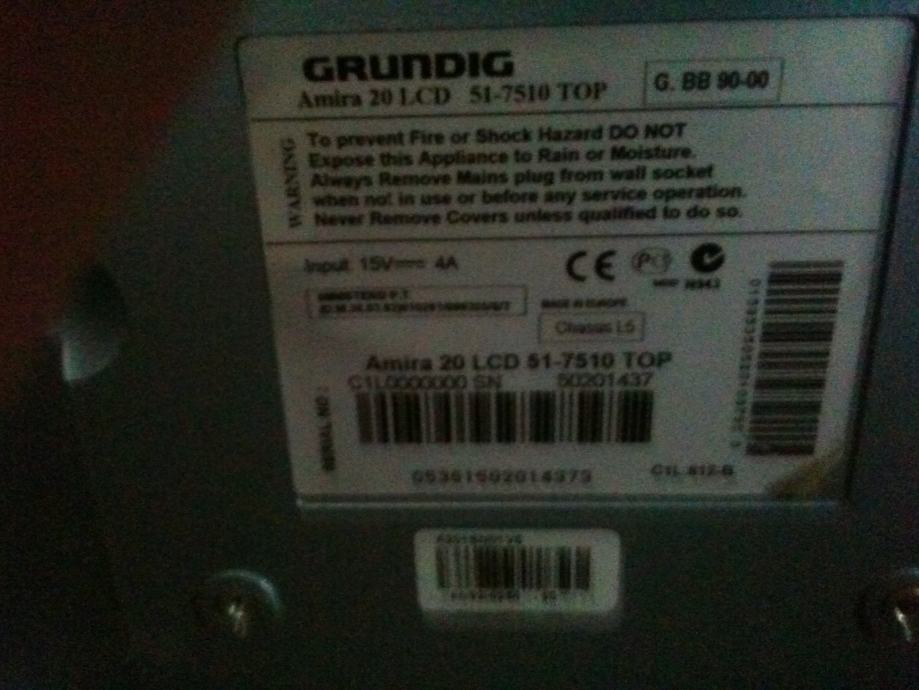 GRUNDIG
Amira 20 LCD 51-7510 TOP
G. BB 90-00
WARNING
To prevent Fire or Shock Hazard DO NOT
Expose this Appliance to Rain or Moisture.
Always Remove Mains plug from wall socket
when not in use or before any service operation.
Never Remove Covers unless qualified to do so.
Input 15V 4A
CE
N943
MINISTERO P.T.
MADE IN EUROPE
Chassis L5
Amira 20 LCD 51-7510 TOP
C1L0000000 SN 50201437
SERIAL NO :
C1L 812-B